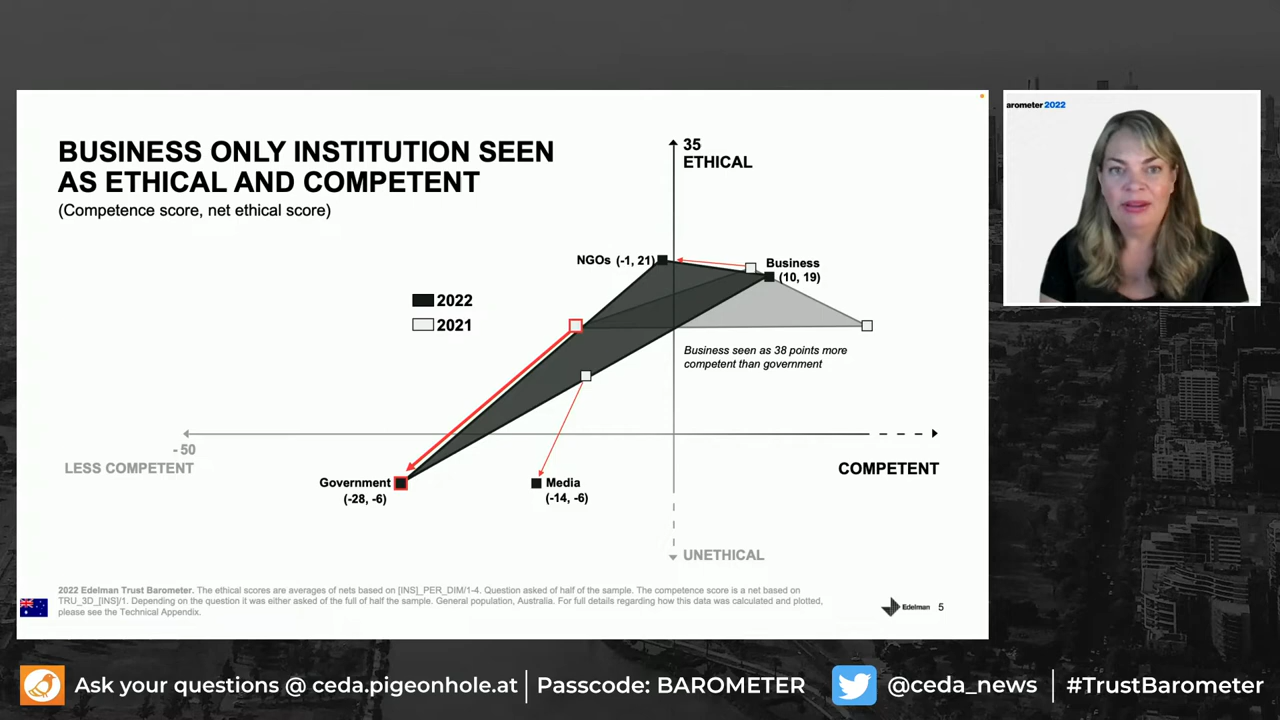 BUSINESS ONLY INSTITUTION SEEN
AS ETHICAL AND COMPETENT
(Competence score, net ethical score)
35
ETHICAL
NGOs (-1, 21)
Business
(10, 19)
2022
2021
Business seen as 38 points more
competent than government
- 50
LESS COMPETENT
COMPETENT
Government
(-28, -6)
Media
(-14, -6)
UNETHICAL
2022 Edelman Trust Barometer. The ethical scores are averages of nets based on [INS]_PER_DIM/1-4. Question asked of half of the sample. The competence score is a net based on
TRU_3D_[INS]/1. Depending on the question it was either asked of the full of half the sample. General population, Australia. For full details regarding how this data was calculated and plotted,
please see the Technical Appendix.
Edelman
5
arometer 2022
Ask your questions @ ceda.pigeonhole.at
Passcode: BAROMETER
@ceda_news
#TrustBarometer